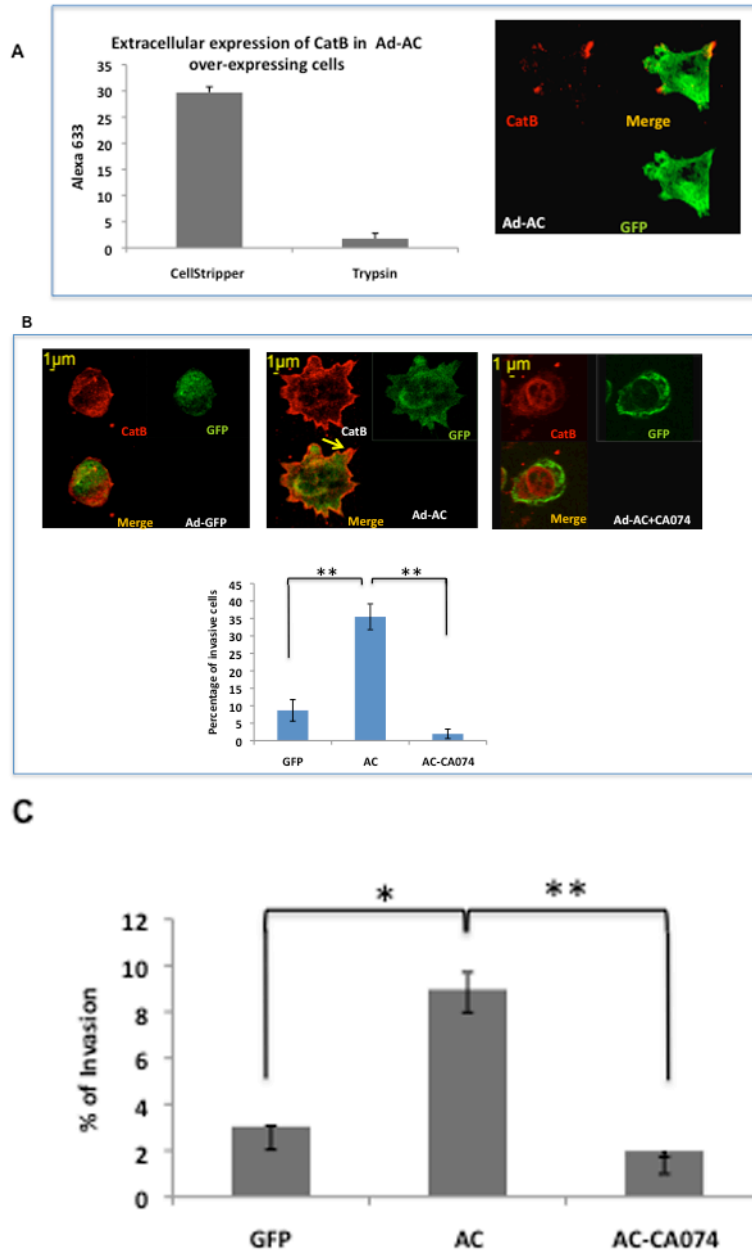 A
Extracellular expression of CatB in Ad-AC
over-expressing cells
35
30
25
20
15
10
5
0
Alexa 633
CellStripper
Trypsin
CatB
Merge
Ad-AC
GFP
B
1µm
CatB
GFP
Merge
Ad-GFP
1µm
CatB
GFP
Merge
Ad-AC
1 µm
CatB
GFP
Merge
Ad-AC+CA074
**
**
45
40
35
30
25
20
15
10
5
0
Percentage of invasive cells
GFP
AC
AC-CA074
C
*
**
12
10
8
6
4
2
0
% of Invasion
GFP
AC
AC-CA074